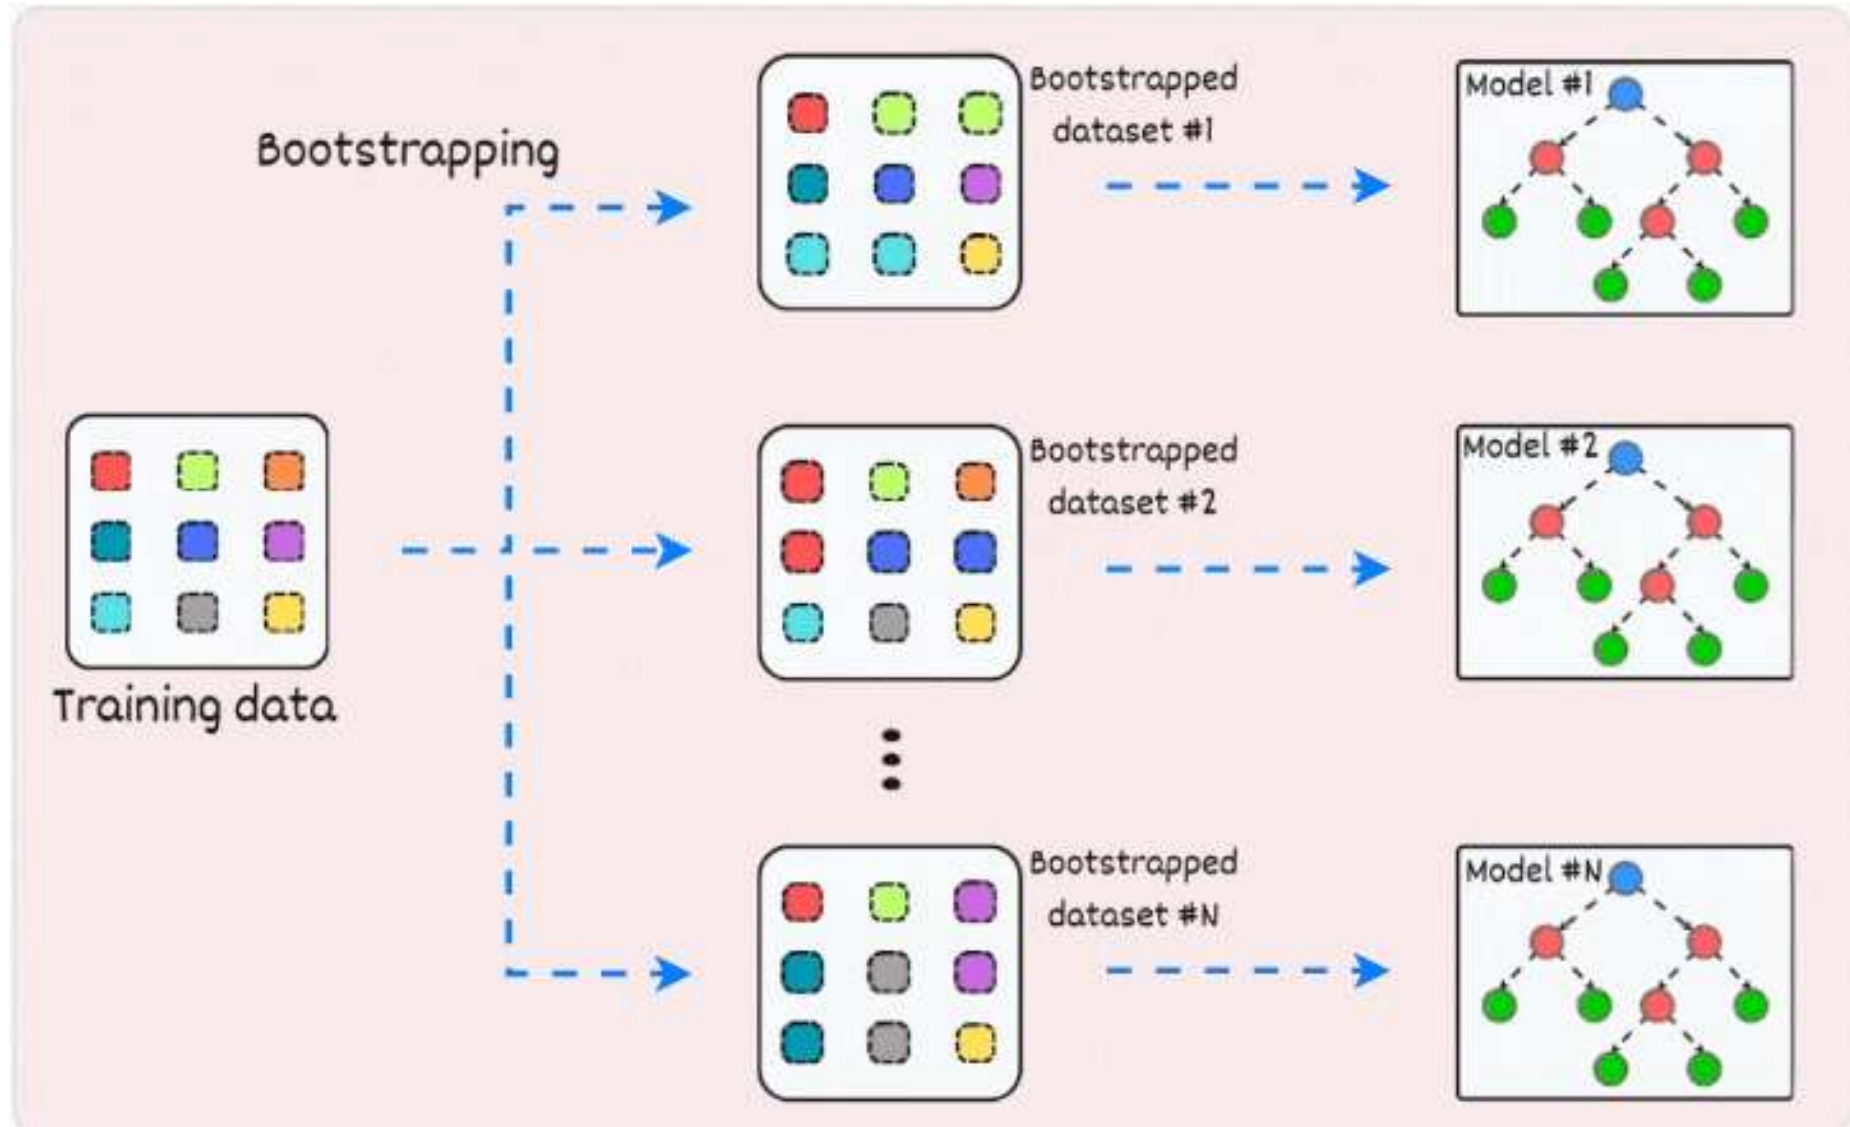 Bootstrapping
Bootstrapped
dataset #1
Model #1
Training data
Bootstrapped
dataset #2
Model #2
Bootstrapped
dataset #N
Model #N